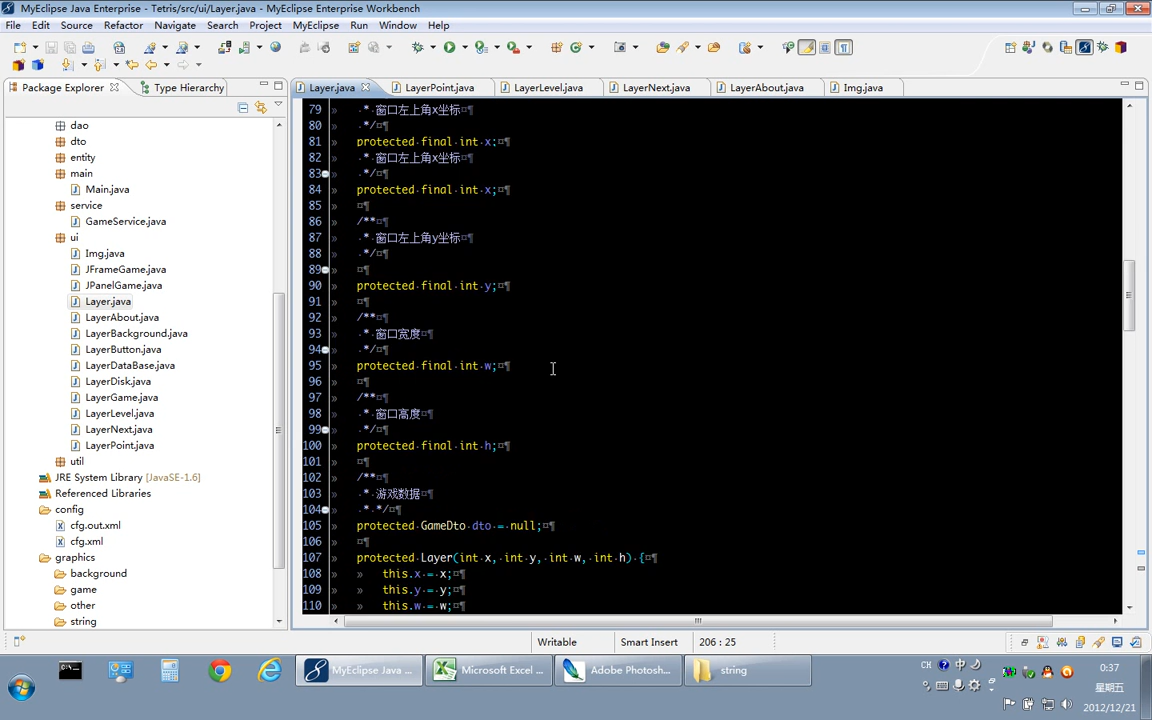 MyEclipse Java Enterprise - Tetris/src/ui/Layer.java - MyEclipse Enterprise Workbench
File Edit Source Refactor Navigate Search Project MyEclipse Run Window Help
Package Explorer Type Hierarchy
Layer.java LayerPoint.java LayerLevel.java LayerNext.java LayerAbout.java Img.java
dao
dto
entity
main
Main.java
service
GameService.java
ui
Img.java
JFrameGame.java
JPanelGame.java
Layer.java
LayerAbout.java
LayerBackground.java
LayerButton.java
LayerDataBase.java
LayerDisk.java
LayerGame.java
LayerLevel.java
LayerNext.java
LayerPoint.java
util
JRE System Library [JavaSE-1.6]
Referenced Libraries
config
cfg.out.xml
cfg.xml
graphics
background
game
other
string
79 » ·*·窗口左上角x坐标¤¶
80 » ·*/¤¶
81 » protected·final·int·x;¤¶
82 » ·*·窗口左上角x坐标¤¶
83 » ·*/¤¶
84 » protected·final·int·x;¤¶
85 » ¤¶
86 » /**¤¶
87 » ·*·窗口左上角y坐标¤¶
88 » ·*/¤¶
89 » ¤¶
90 » protected·final·int·y;¤¶
91 » ¤¶
92 » /**¤¶
93 » ·*·窗口宽度¤¶
94 » ·*/¤¶
95 » protected·final·int·w;¤¶
96 » ¤¶
97 » /**¤¶
98 » ·*·窗口高度¤¶
99 » ·*/¤¶
100 » protected·final·int·h;¤¶
101 » ¤¶
102 » /**¤¶
103 » ·*·游戏数据¤¶
104 » ·*·*/¤¶
105 » protected·GameDto·dto·=·null;¤¶
106 » ¤¶
107 » protected·Layer(int·x,·int·y,·int·w,·int·h)·{¤¶
108 » » this.x·=·x;¤¶
109 » » this.y·=·y;¤¶
110 » » this.w·=·w;¤¶
Writable Smart Insert 206 : 25
MyEclipse Java ... Microsoft Excel ... Adobe Photosh... string
CH 中
0:37
星期五
2012/12/21